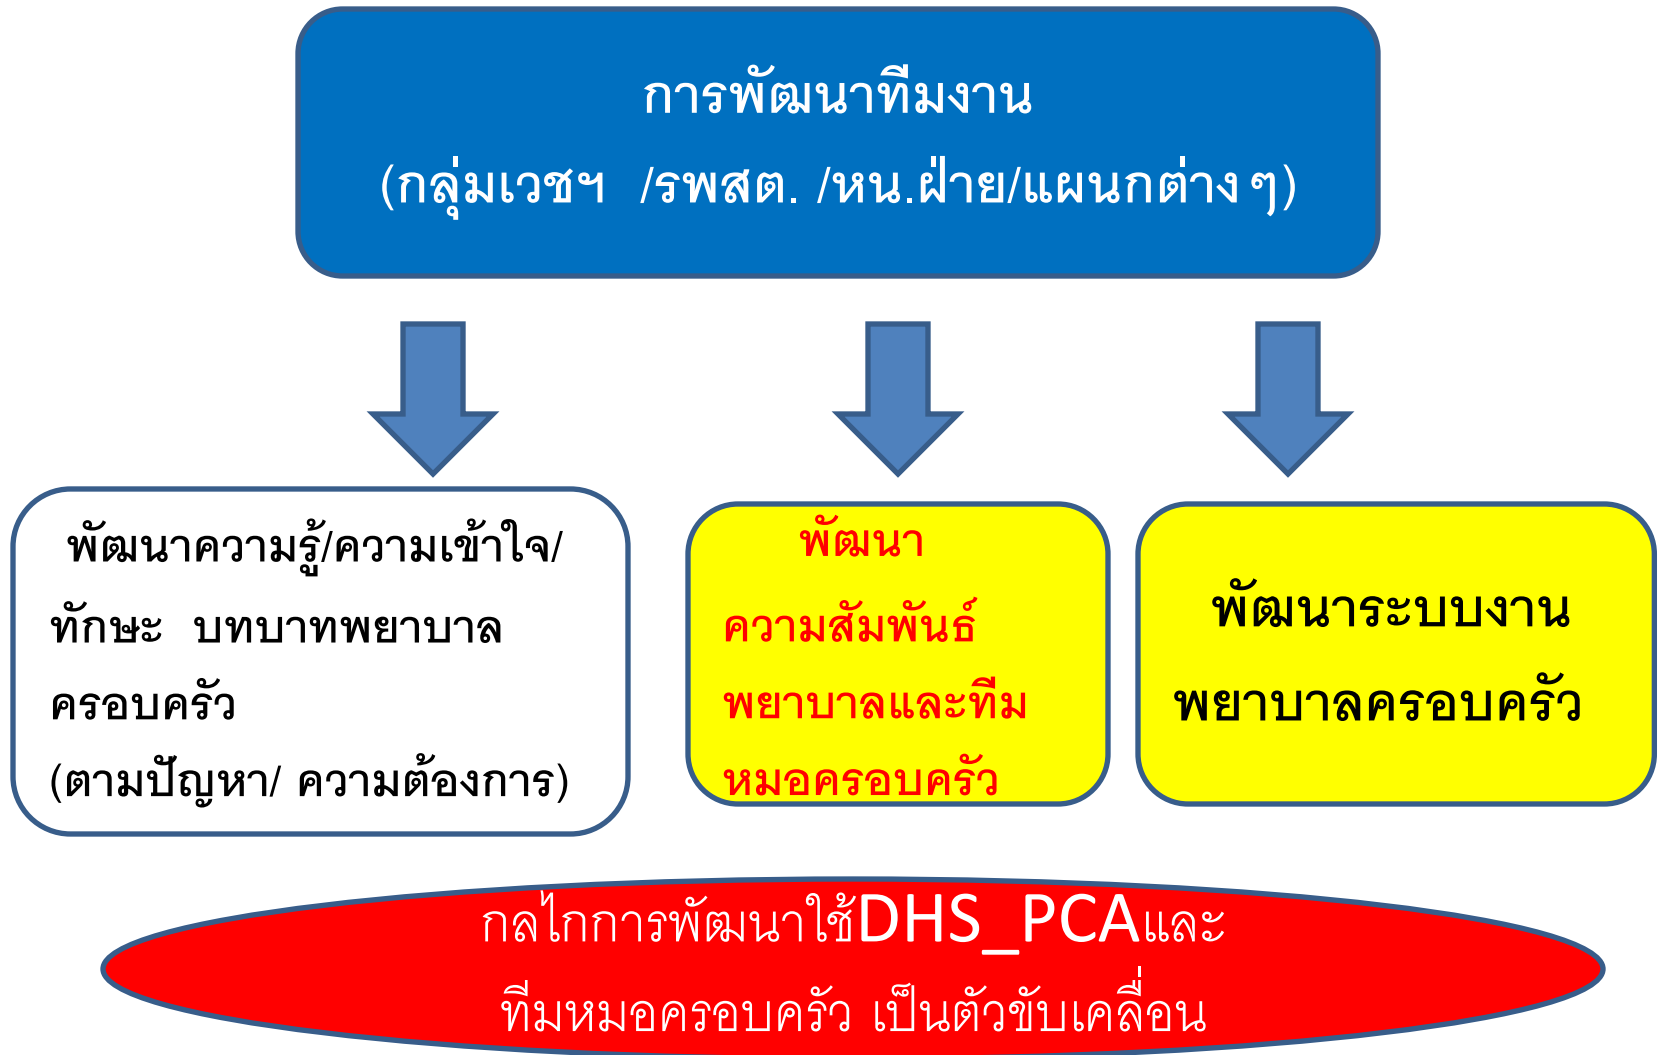 การพัฒนาทีมงาน
(กลุ่มเวชฯ /รพสต. /หน.ฝ่าย/แผนกต่าง ๆ)
พัฒนาความรู้/ความเข้าใจ/
ทักษะ บทบาทพยาบาล
ครอบครัว
(ตามปัญหา/ ความต้องการ)
พัฒนา
ความสัมพันธ์
พยาบาลและทีม
หมอครอบครัว
พัฒนาระบบงาน
พยาบาลครอบครัว
กลไกการพัฒนาใช้DHS_PCAและ
ทีมหมอครอบครัว เป็นตัวขับเคลื่อน